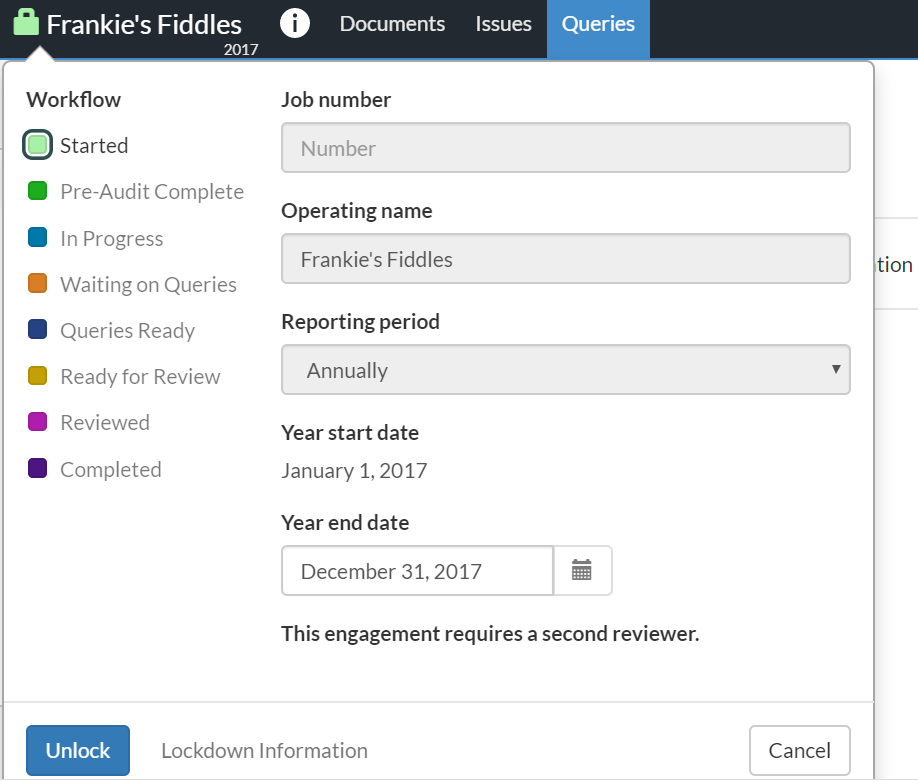 Frankie's Fiddles
2017
Documents
Issues
Queries
Workflow
Started
Pre-Audit Complete
In Progress
Waiting on Queries
Queries Ready
Ready for Review
Reviewed
Completed
Job number
Number
Operating name
Frankie's Fiddles
Reporting period
Annually
Year start date
January 1, 2017
Year end date
December 31, 2017
This engagement requires a second reviewer.
tion
Unlock
Lockdown Information
Cancel